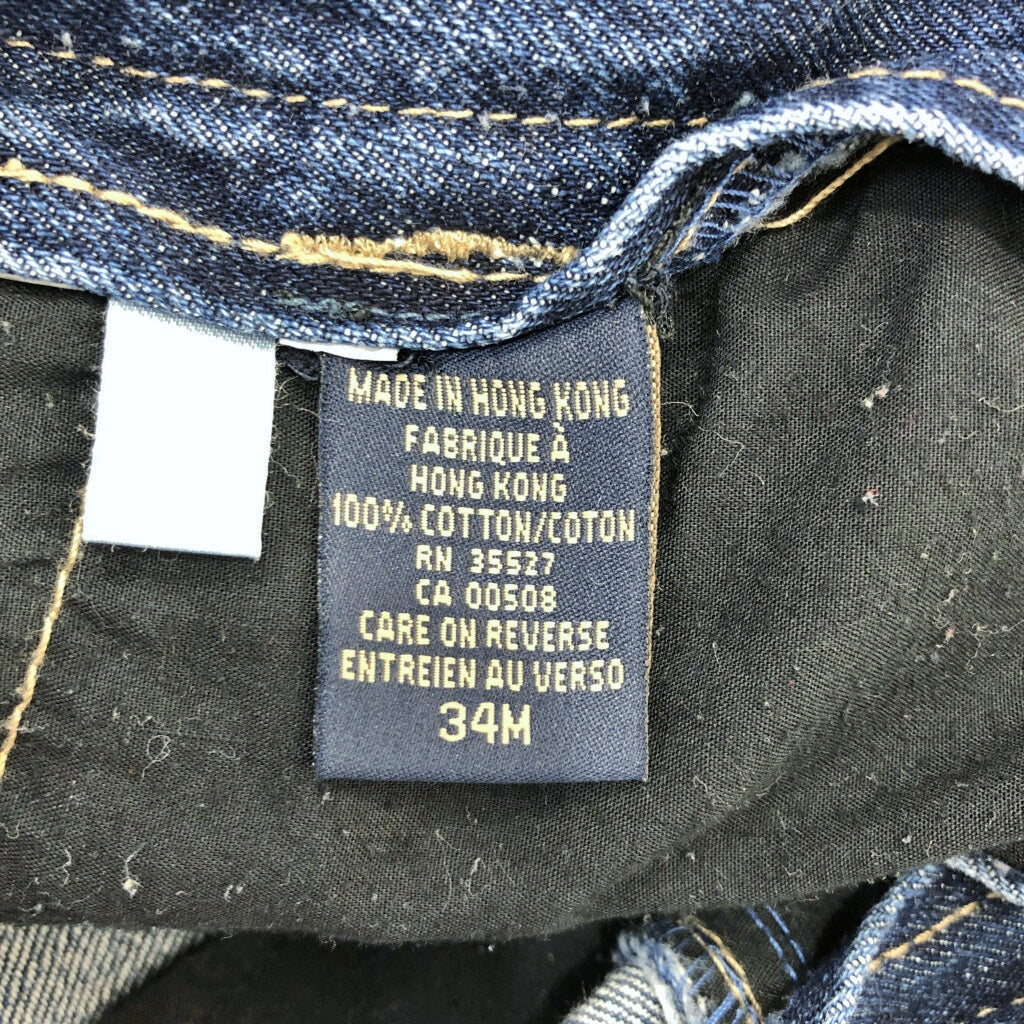 MADE IN HONG KONG
FABRIQUE À
HONG KONG
100% COTTON/COTON
RN 35527
CA 00508
CARE ON REVERSE
ENTREIEN AU VERSO
34M